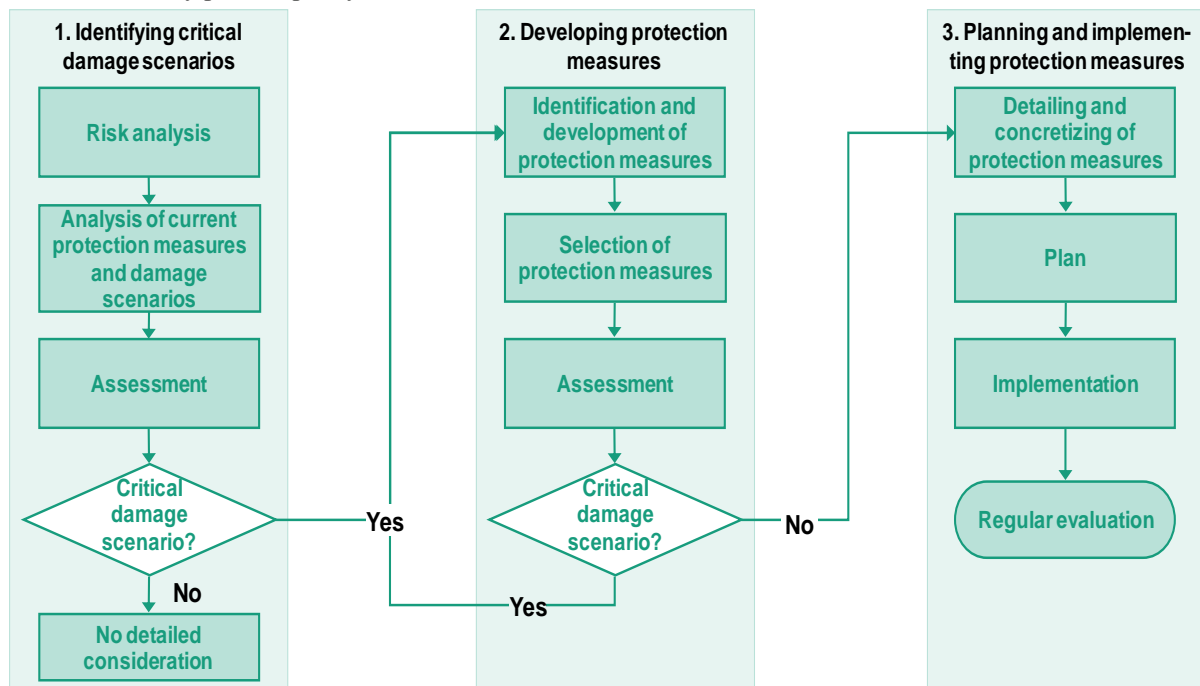 1. Identifying critical
damage scenarios
Risk analysis
Analysis of current
protection measures
and damage
scenarios
Assessment
Critical
damage
scenario?
Yes
No
No detailed
consideration
2. Developing protection
measures
Identification and
development of
protection measures
Selection of
protection measures
Assessment
Critical
damage
scenario?
No
Yes
3. Planning and implemen-
ting protection measures
Detailing and
concretizing of
protection measures
Plan
Implementation
Regular evaluation